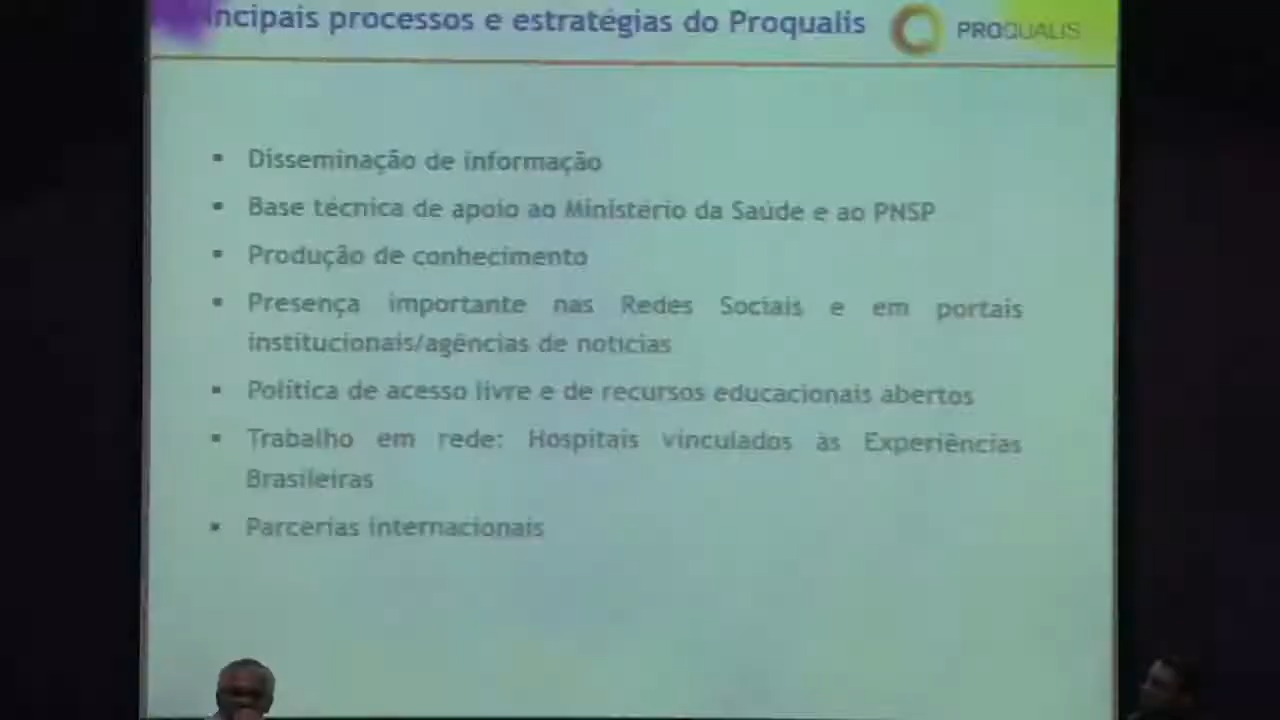 incipais processos e estratégias do Proqualis
PROQUALIS
▪ Disseminação de informação
▪ Base técnica de apoio ao Ministério da Saúde e ao PNSP
▪ Produção de conhecimento
▪ Presença importante nas Redes Sociais e em portais
institucionais/agências de notícias
▪ Política de acesso livre e de recursos educacionais abertos
▪ Trabalho em rede: Hospitais vinculados às Experiências
Brasileiras
▪ Parcerias internacionais